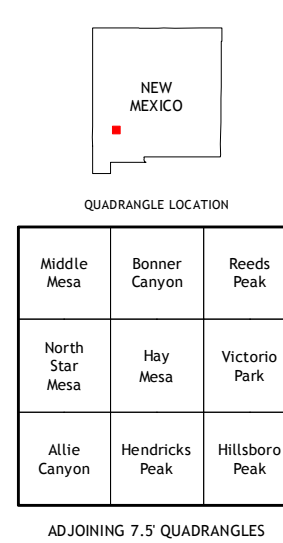 NEW
MEXICO
QUADRANGLE LOCATION
Middle
Mesa
Bonner
Canyon
Reeds
Peak
North
Star
Mesa
Hay
Mesa
Victorio
Park
Allie
Canyon
Hendricks
Peak
Hillsboro
Peak
ADJOINING 7.5' QUADRANGLES